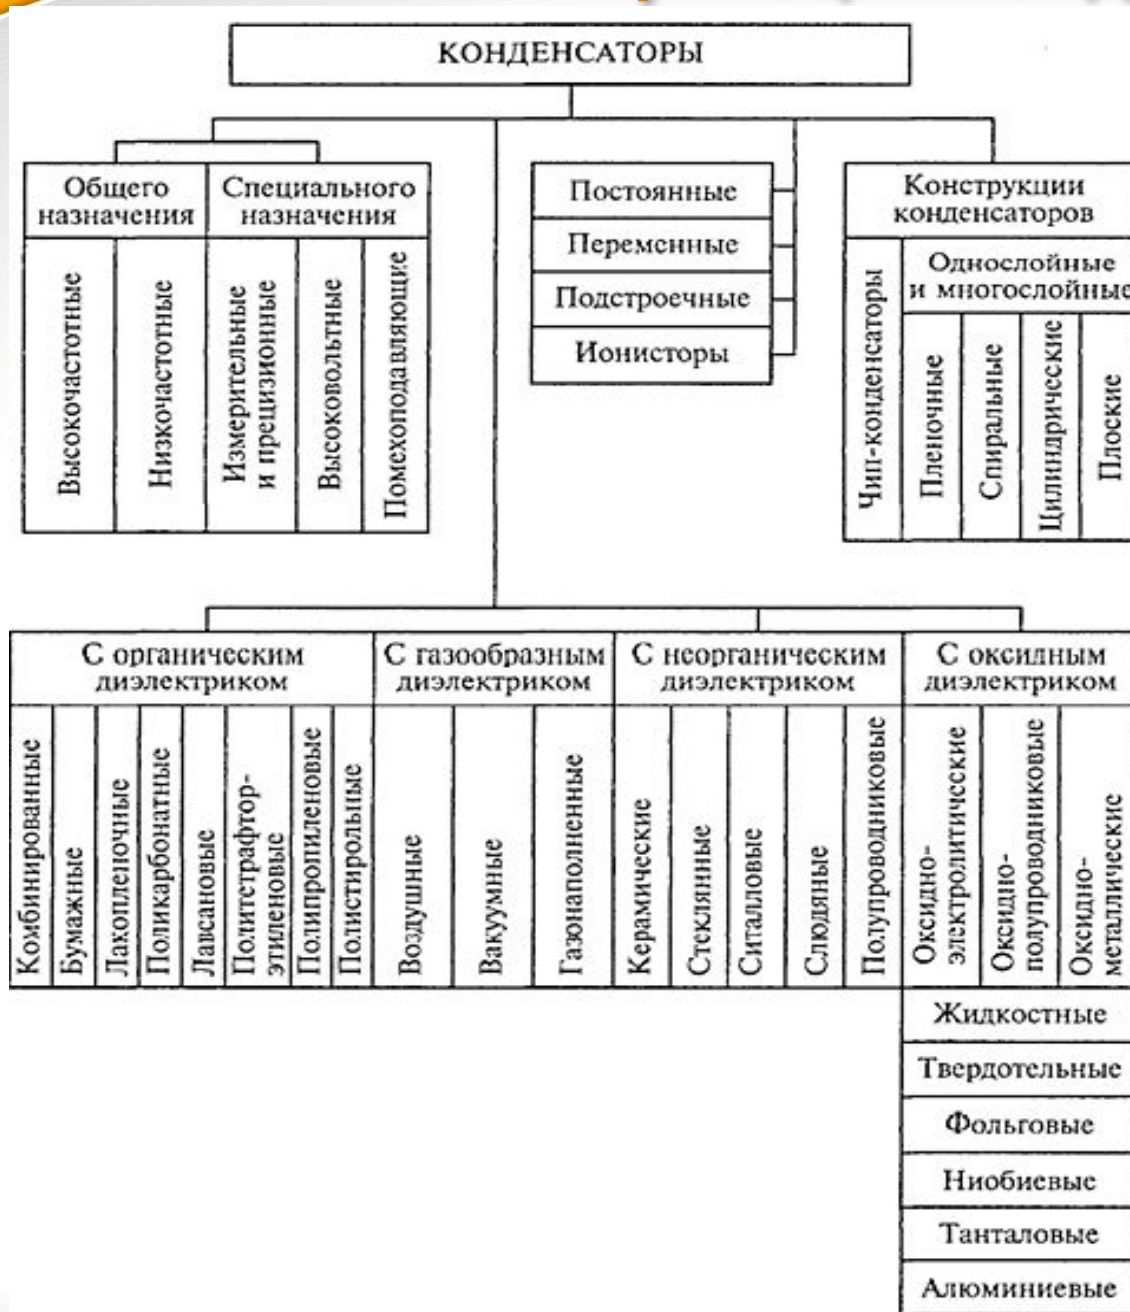 КОНДЕНСАТОРЫ
Общего
назначения
Специального
назначения
Высокочастотные
Низкочастотные
Измерительные
и прецизионные
Высоковольтные
Помехоподавляющие
Постоянные
Переменные
Подстроечные
Ионисторы
Конструкции
конденсаторов
Чип-конденсаторы
Однослойные
и многослойные
Пленочные
Спиральные
Цилиндрические
Плоские
С органическим
диэлектриком
Комбинированные
Бумажные
Лакопленочные
Поликарбонатные
Лавсановые
Политетрафтор-
этиленовые
Полипропиленовые
Полистирольные
С газообразным
диэлектриком
Воздушные
Вакуумные
Газонаполненные
С неорганическим
диэлектриком
Керамические
Стеклянные
Ситалловые
Слюдяные
Полупроводниковые
С оксидным
диэлектриком
Оксидно-
электролитические
Оксидно-
полупроводниковые
Оксидно-
металлические
Жидкостные
Твердотельные
Фольговые
Ниобиевые
Танталовые
Алюминиевые